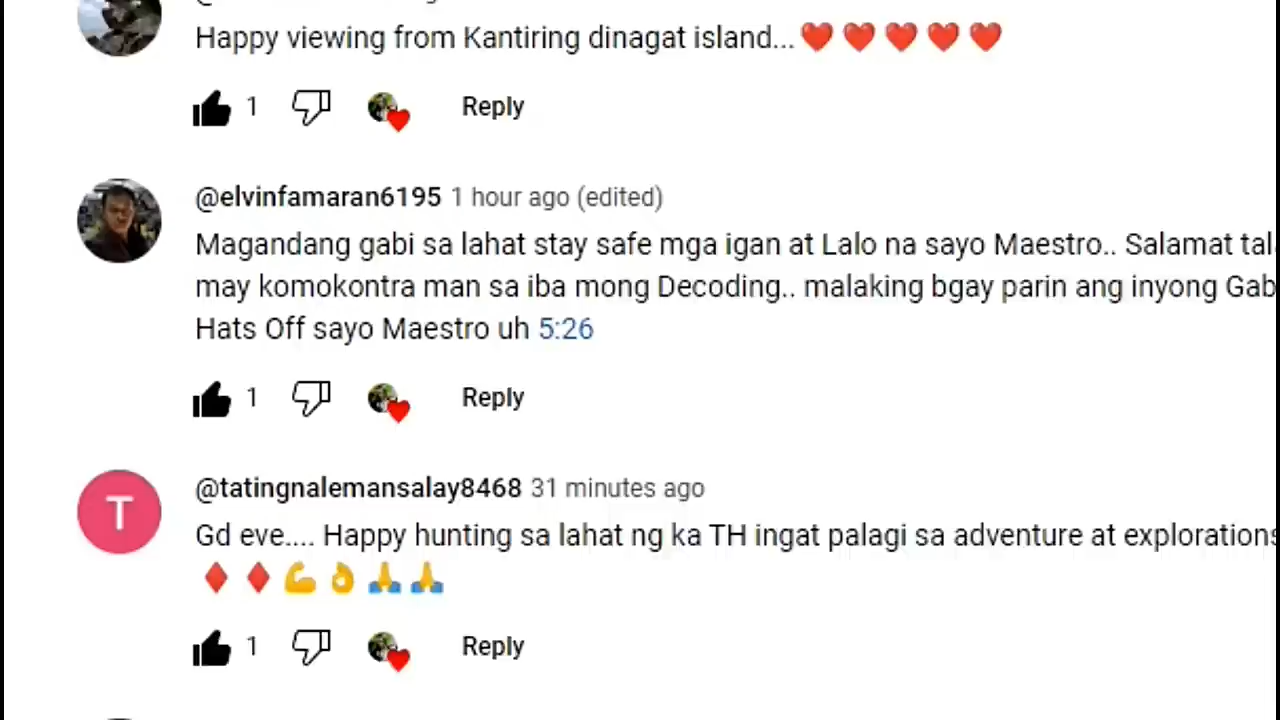 Happy viewing from Kantiring dinagat island...❤️❤️❤️❤️❤️
1
Reply
@elvinfamaran6195 1 hour ago (edited)
Magandang gabi sa lahat stay safe mga igan at Lalo na sayo Maestro.. Salamat tal
may komokontra man sa iba mong Decoding.. malaking bgay parin ang inyong Gab
Hats Off sayo Maestro uh 5:26
1
Reply
T
@tatingnalemansalay8468 31 minutes ago
Gd eve.... Happy hunting sa lahat ng ka TH ingat palagi sa adventure at explorations
♦️♦️💪👌🙏🙏
1
Reply